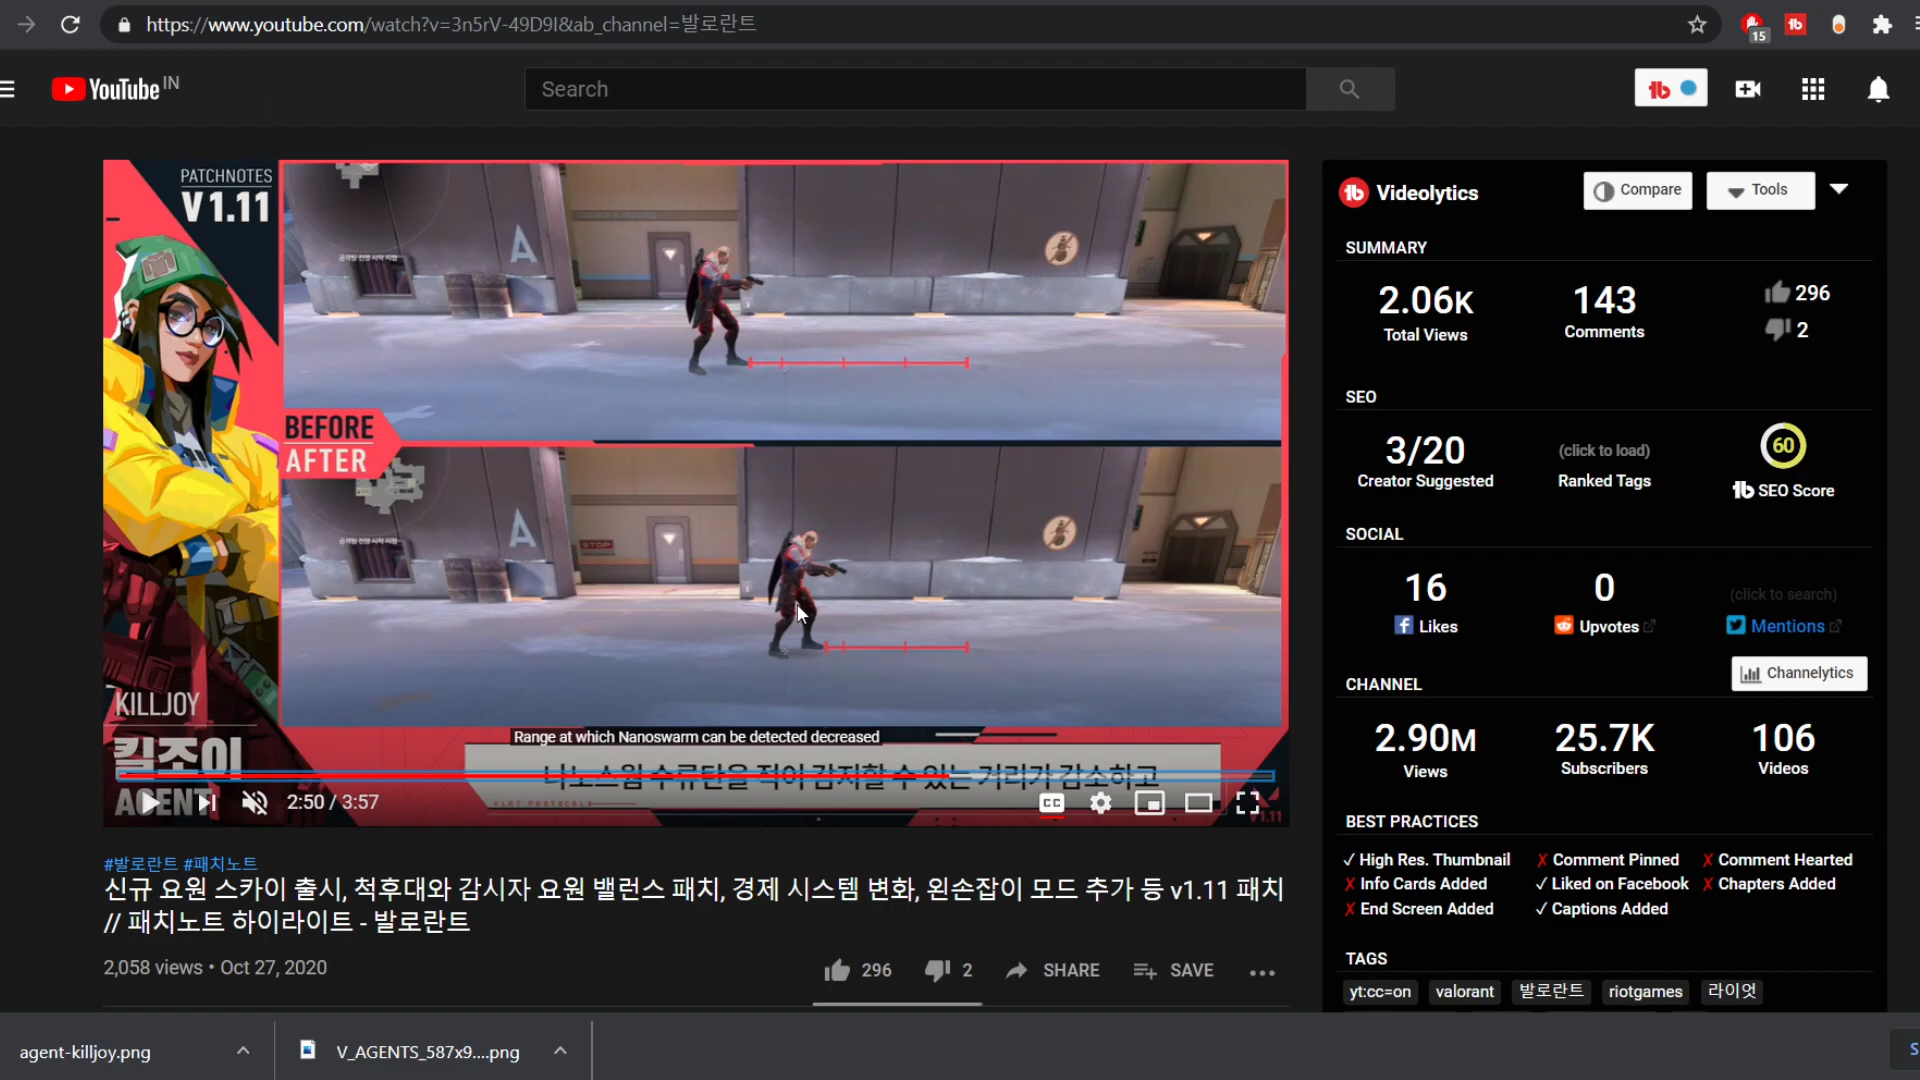 https://www.youtube.com/watch?v=3n5rV-49D9I&ab_channel=발로란트
15
YouTube IN
Search
PATCHNOTES
V1.11
A
BEFORE
AFTER
A
STOP
KILLJOY
킬조이
AGENT
Range at which Nanoswarm can be detected decreased
나노스웜 수류탄을 적이 감지할 수 있는 거리가 감소하고
2:50 / 3:57
CC
V1.11
#발로란트 #패치노트
신규 요원 스카이 출시, 척후대와 감시자 요원 밸런스 패치, 경제 시스템 변화, 왼손잡이 모드 추가 등 v1.11 패치
// 패치노트 하이라이트 - 발로란트
2,058 views • Oct 27, 2020
296
2
SHARE
SAVE
Videolytics
Compare
Tools
SUMMARY
2.06K
Total Views
143
Comments
296
2
SEO
3/20
Creator Suggested
(click to load)
Ranked Tags
60
SEO Score
SOCIAL
16
Likes
0
Upvotes
(click to search)
Mentions
Channelytics
CHANNEL
2.90M
Views
25.7K
Subscribers
106
Videos
BEST PRACTICES
✓ High Res. Thumbnail
✗ Comment Pinned
✗ Comment Hearted
✗ Info Cards Added
✓ Liked on Facebook
✗ Chapters Added
✗ End Screen Added
✓ Captions Added
TAGS
yt:cc=on
valorant
발로란트
riotgames
라이엇
agent-killjoy.png
V_AGENTS_587x9....png
S